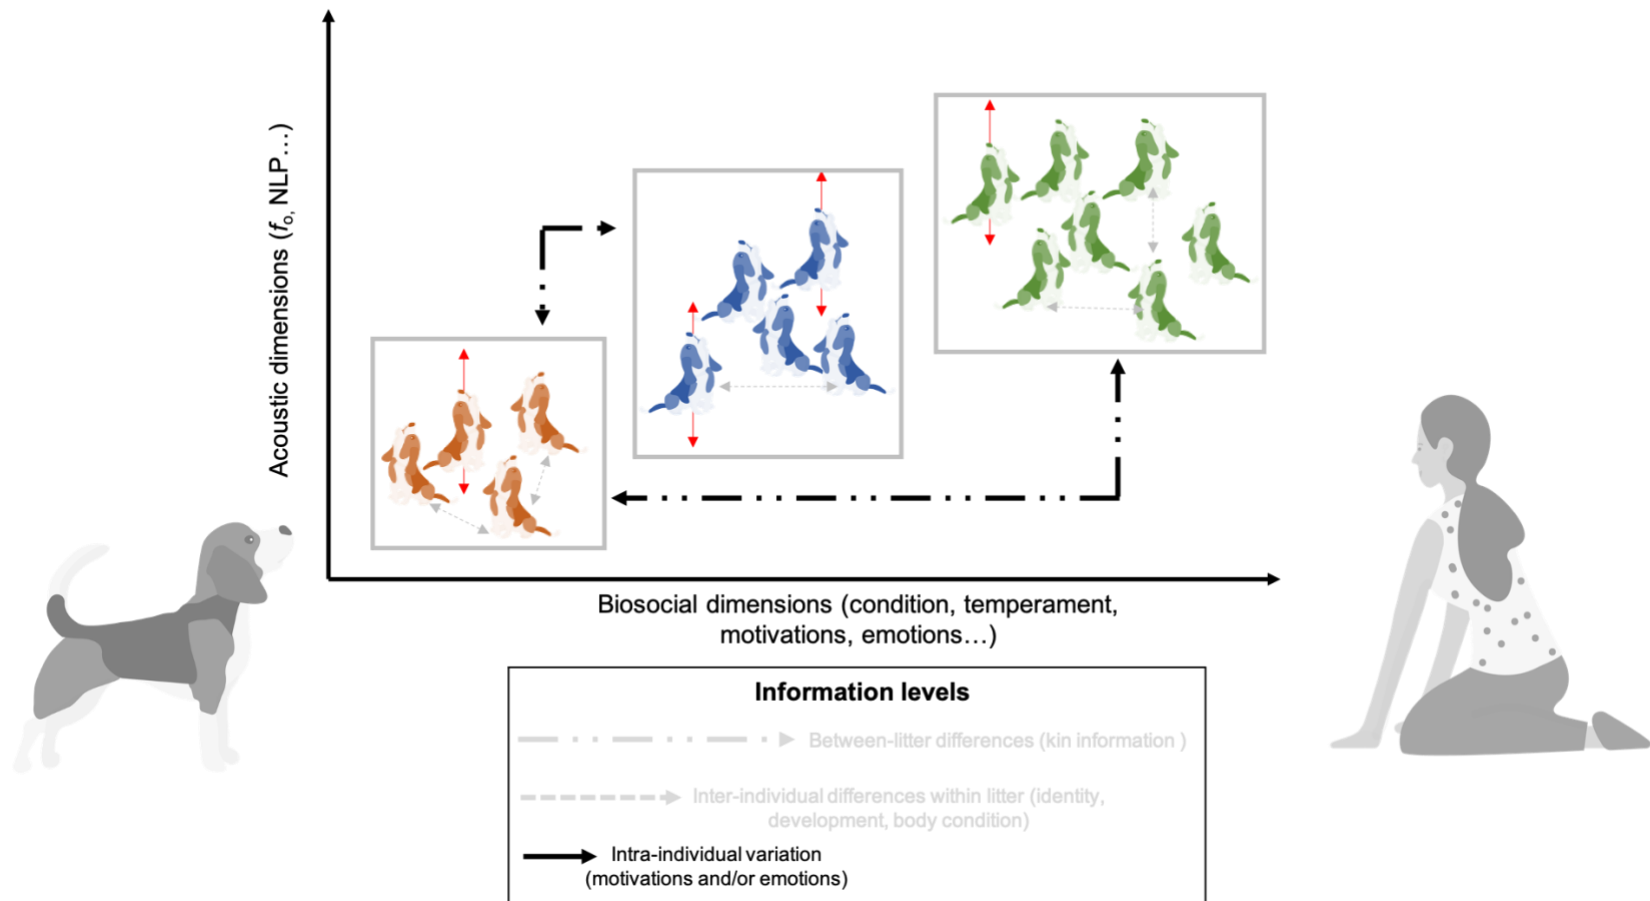 Acoustic dimensions (fo, NLP…)
Biosocial dimensions (condition, temperament,
motivations, emotions…)
Information levels
Between-litter differences (kin information )
Inter-individual differences within litter (identity,
development, body condition)
Intra-individual variation
(motivations and/or emotions)